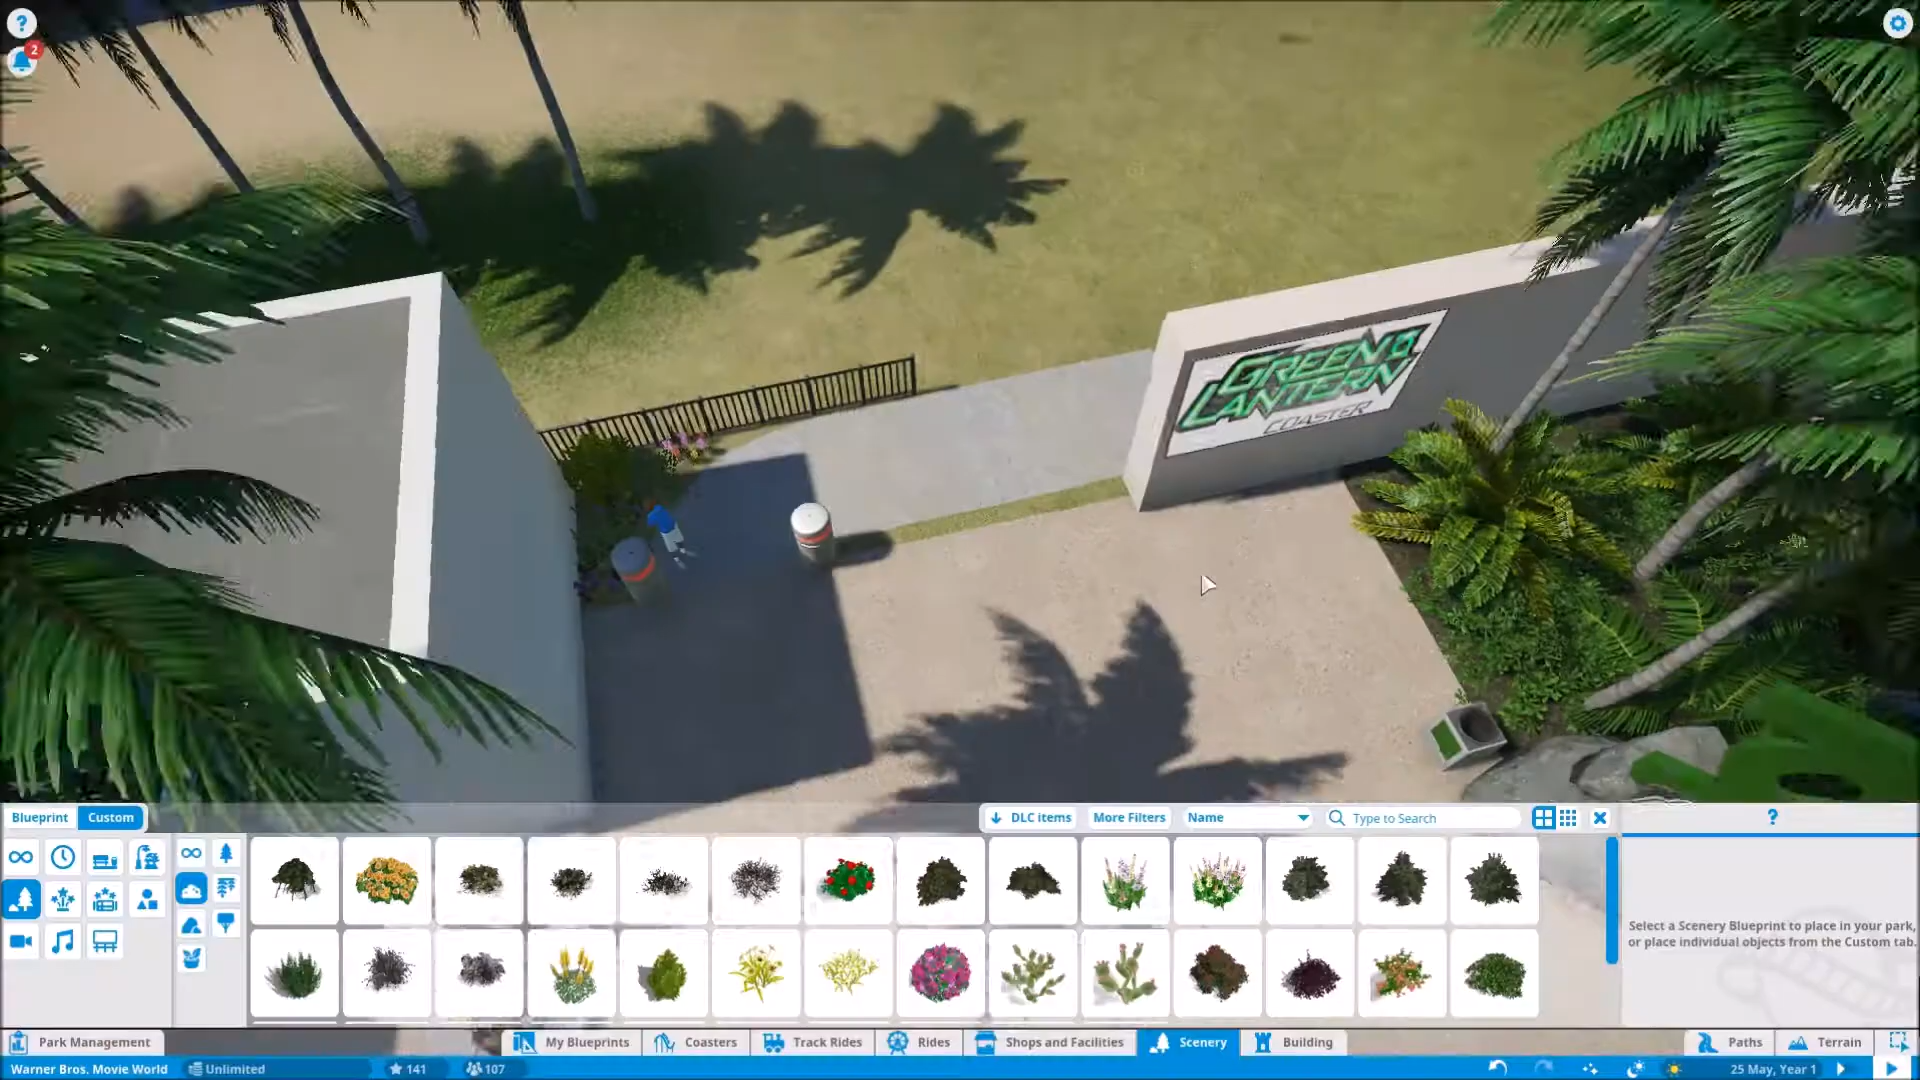 ?
2
GREEN
LANTERN
COASTER
Blueprint Custom
DLC items More Filters Name Type to Search
?
Select a Scenery Blueprint to place in your park,
or place individual objects from the Custom tab.
Park Management My Blueprints Coasters Track Rides Rides Shops and Facilities Scenery Building Paths Terrain
Warner Bros. Movie World Unlimited 141 107 25 May, Year 1